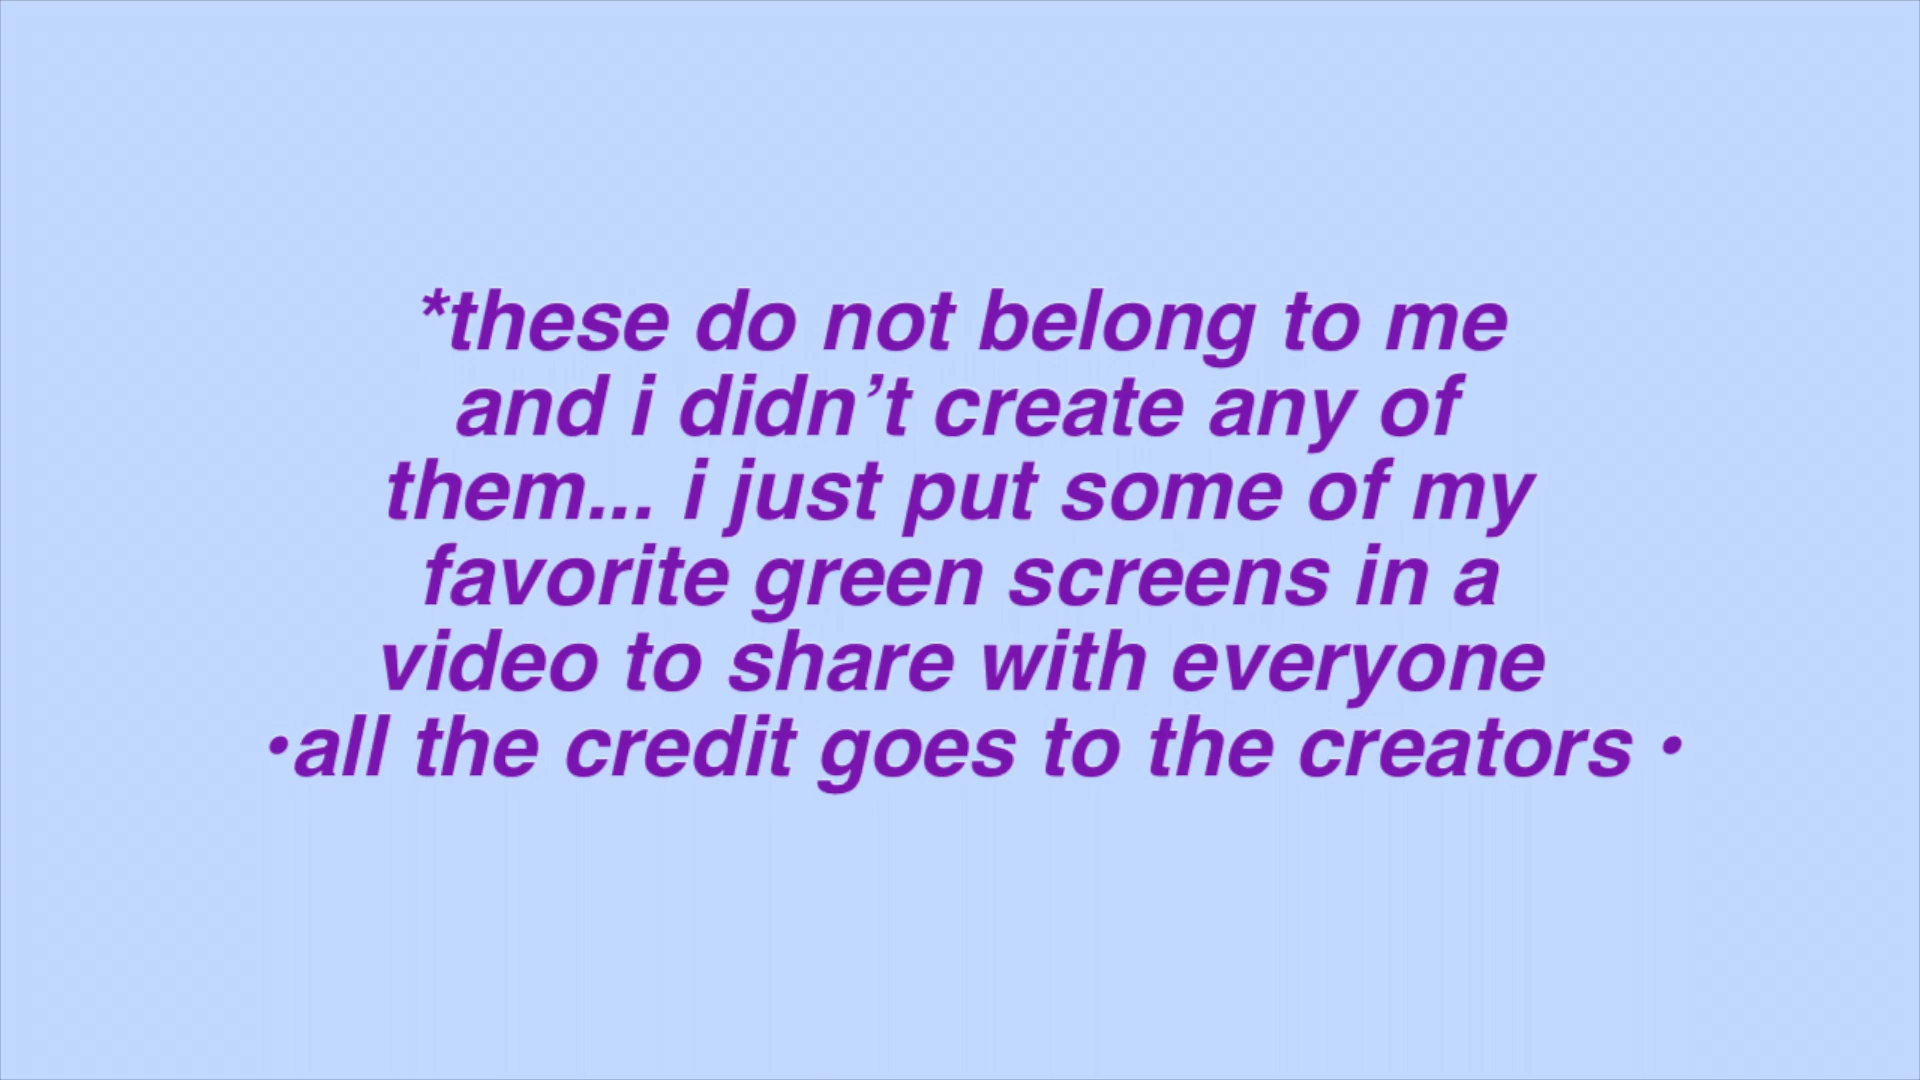 *these do not belong to me
and i didn’t create any of
them... i just put some of my
favorite green screens in a
video to share with everyone
•all the credit goes to the creators •